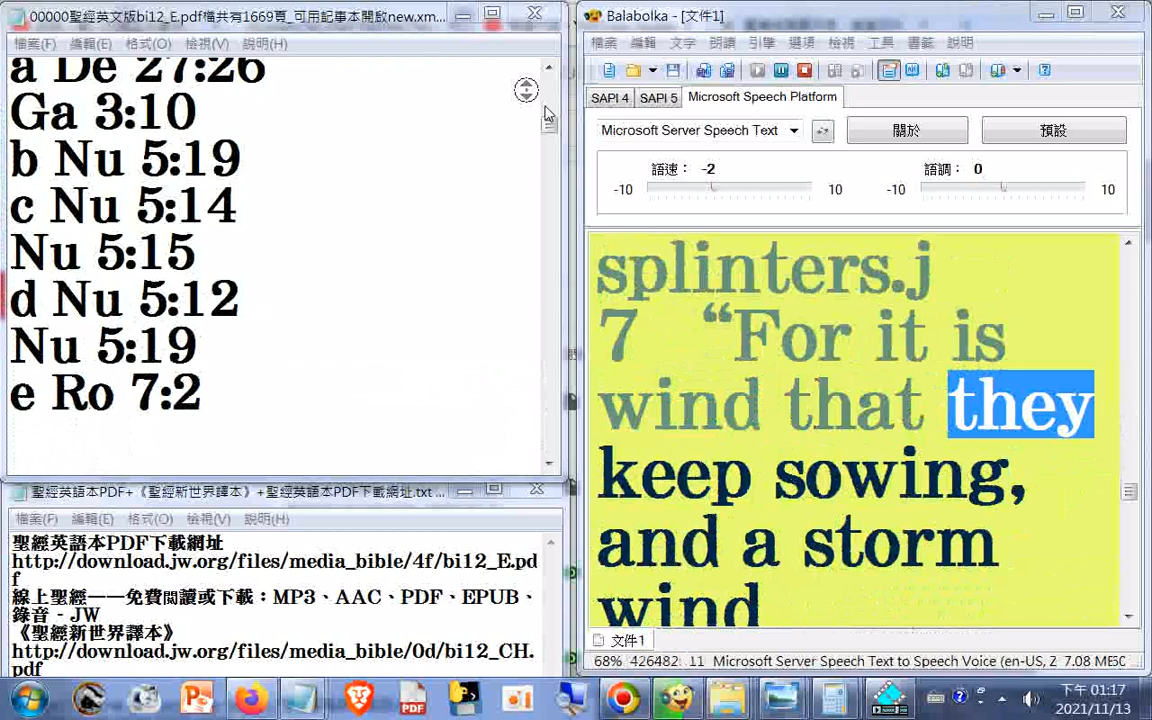 00000聖經英文版bi12_E.pdf檔共有1669頁_可用記事本開啟new.xm...
檔案(F) 編輯(E) 格式(O) 檢視(V) 說明(H)
a De 27:26
Ga 3:10
b Nu 5:19
c Nu 5:14
Nu 5:15
d Nu 5:12
Nu 5:19
e Ro 7:2
聖經英語本PDF+《聖經新世界譯本》+聖經英語本PDF下載網址.txt ...
檔案(F) 編輯(E) 格式(O) 檢視(V) 說明(H)
聖經英語本PDF下載網址
http://download.jw.org/files/media_bible/4f/bi12_E.pd
f
線上聖經——免費閱讀或下載：MP3、AAC、PDF、EPUB、
錄音 - JW
《聖經新世界譯本》
http://download.jw.org/files/media_bible/0d/bi12_CH.
pdf
Balabolka - [文件1]
檔案 編輯 文字 朗讀 引擎 選項 檢視 工具 書籤 說明
SAPI 4 SAPI 5 Microsoft Speech Platform
Microsoft Server Speech Text 關於 預設
語速： -2 語調： 0
-10 10 -10 10
splinters.j
7 “For it is
wind that they
keep sowing,
and a storm
wind
文件1
68% 426482 : 11 Microsoft Server Speech Text to Speech Voice (en-US, Z 7.08 MB
下午 01:17
2021/11/13